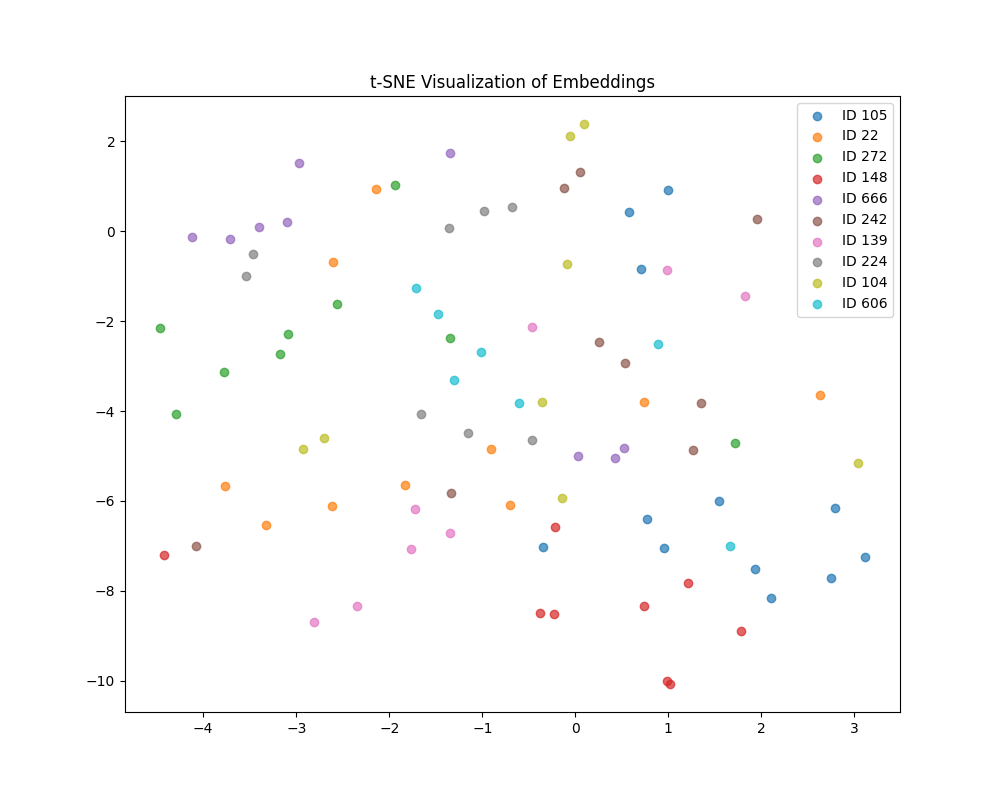 t-SNE Visualization of Embeddings
ID 105
ID 22
ID 272
ID 148
ID 666
ID 242
ID 139
ID 224
ID 104
ID 606
2
0
−2
−4
−6
−8
−10
−4
−3
−2
−1
0
1
2
3